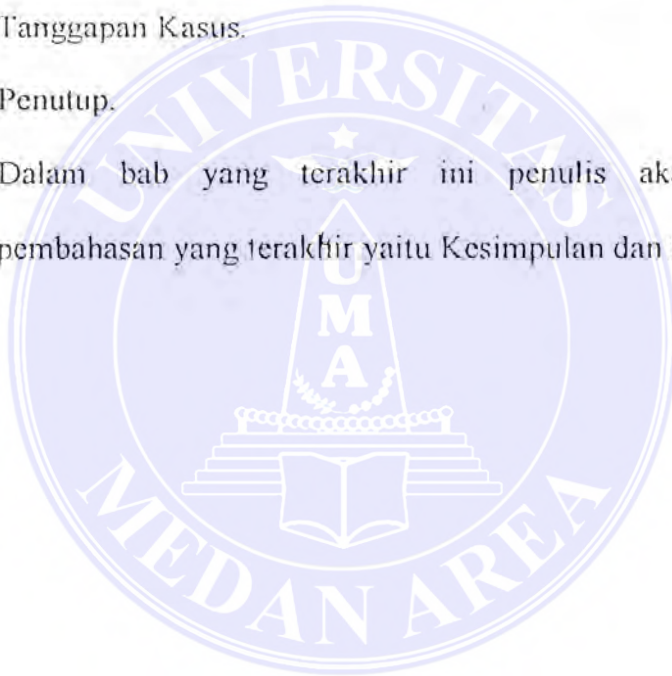 Tanggapan Kasus.
Penutup.
Dalam bab yang terakhir ini penulis ak
pembahasan yang terakhir yaitu Kesimpulan dan
UNIVERSITAS
UMA
MEDAN AREA